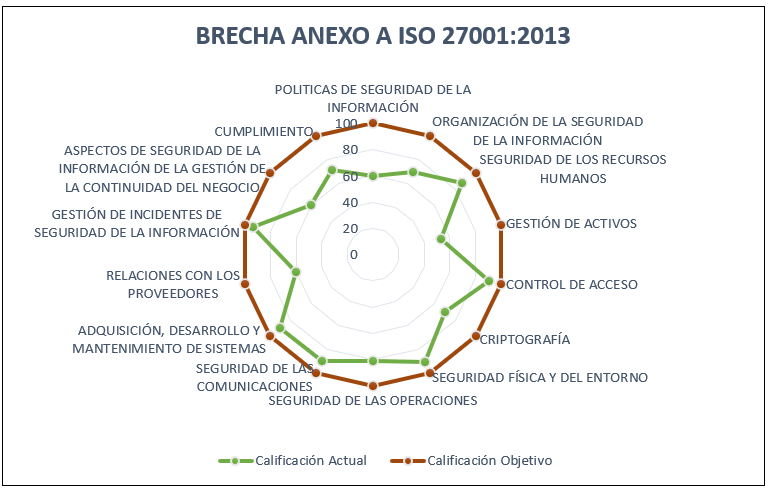 BRECHA ANEXO A ISO 27001:2013
POLITICAS DE SEGURIDAD DE LA
INFORMACIÓN
ORGANIZACIÓN DE LA SEGURIDAD
DE LA INFORMACIÓN
SEGURIDAD DE LOS RECURSOS
HUMANOS
GESTIÓN DE ACTIVOS
CONTROL DE ACCESO
CRIPTOGRAFÍA
SEGURIDAD FÍSICA Y DEL ENTORNO
SEGURIDAD DE LAS OPERACIONES
SEGURIDAD DE LAS
COMUNICACIONES
ADQUISICIÓN, DESARROLLO Y
MANTENIMIENTO DE SISTEMAS
RELACIONES CON LOS
PROVEEDORES
GESTIÓN DE INCIDENTES DE
SEGURIDAD DE LA INFORMACIÓN
ASPECTOS DE SEGURIDAD DE LA
INFORMACIÓN DE LA GESTIÓN DE
LA CONTINUIDAD DEL NEGOCIO
CUMPLIMIENTO
100
80
60
40
20
0
Calificación Actual
Calificación Objetivo